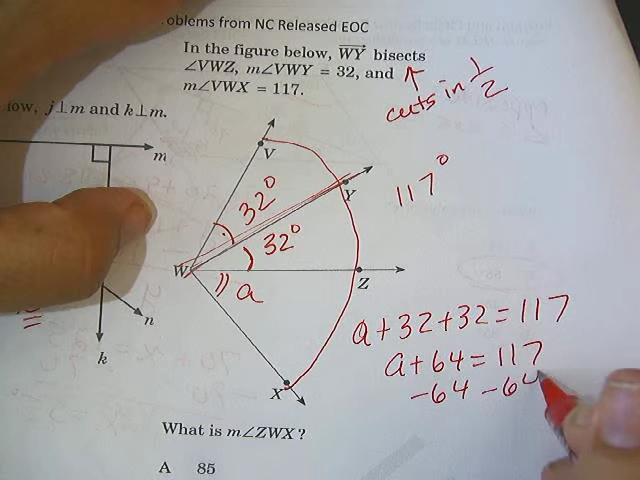 oblems from NC Released EOC
In the figure below, WY bisects
∠VWZ, m∠VWY = 32, and
m∠VWX = 117.
cuts in 1/2
low, j⊥m and k⊥m.
m
n
k
V
Y
W
Z
X
32°
32°
a
117°
a+32+32=117
a+64=117
-64 -64
What is m∠ZWX?
A 85